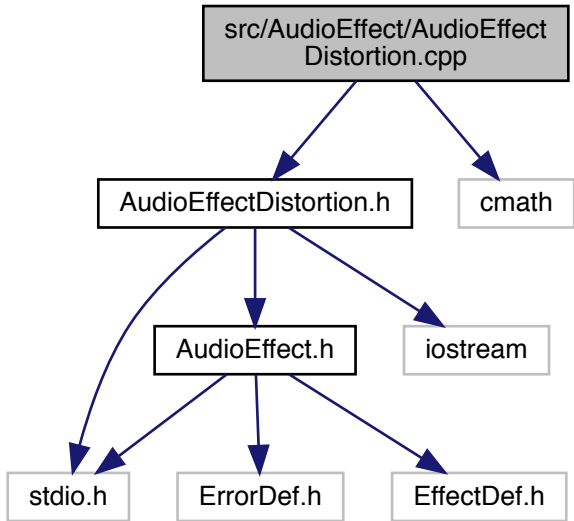 src/AudioEffect/AudioEffect
Distortion.cpp
AudioEffectDistortion.h
cmath
AudioEffect.h
iostream
stdio.h
ErrorDef.h
EffectDef.h